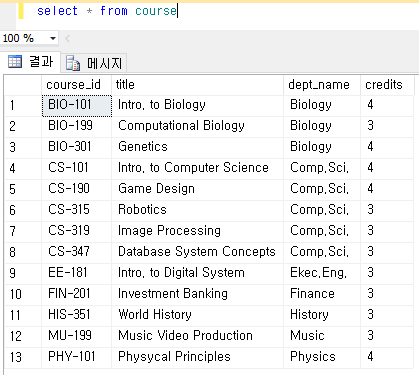 select * from course
100 %
결과 메시지
course_id title dept_name credits
1 BIO-101 Intro, to Biology Biology 4
2 BIO-199 Computational Biology Biology 3
3 BIO-301 Genetics Biology 4
4 CS-101 Intro, to Computer Science Comp,Sci, 4
5 CS-190 Game Design Comp,Sci, 4
6 CS-315 Robotics Comp,Sci, 3
7 CS-319 Image Processing Comp,Sci, 3
8 CS-347 Database System Concepts Comp,Sci, 3
9 EE-181 Intro, to Digital System Ekec,Eng, 3
10 FIN-201 Investment Banking Finance 3
11 HIS-351 World History History 3
12 MU-199 Music Video Production Music 3
13 PHY-101 Physycal Principles Physics 4